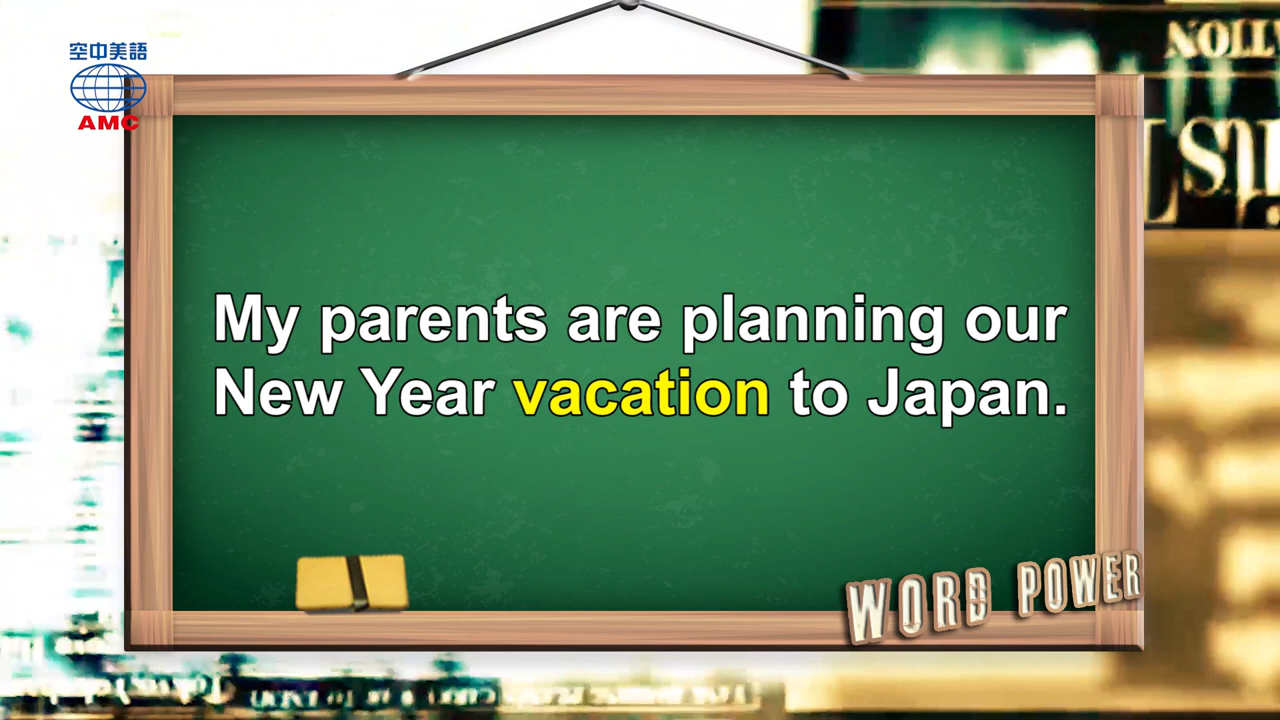 空中美語
AMC
My parents are planning our
New Year vacation to Japan.
WORD POWER